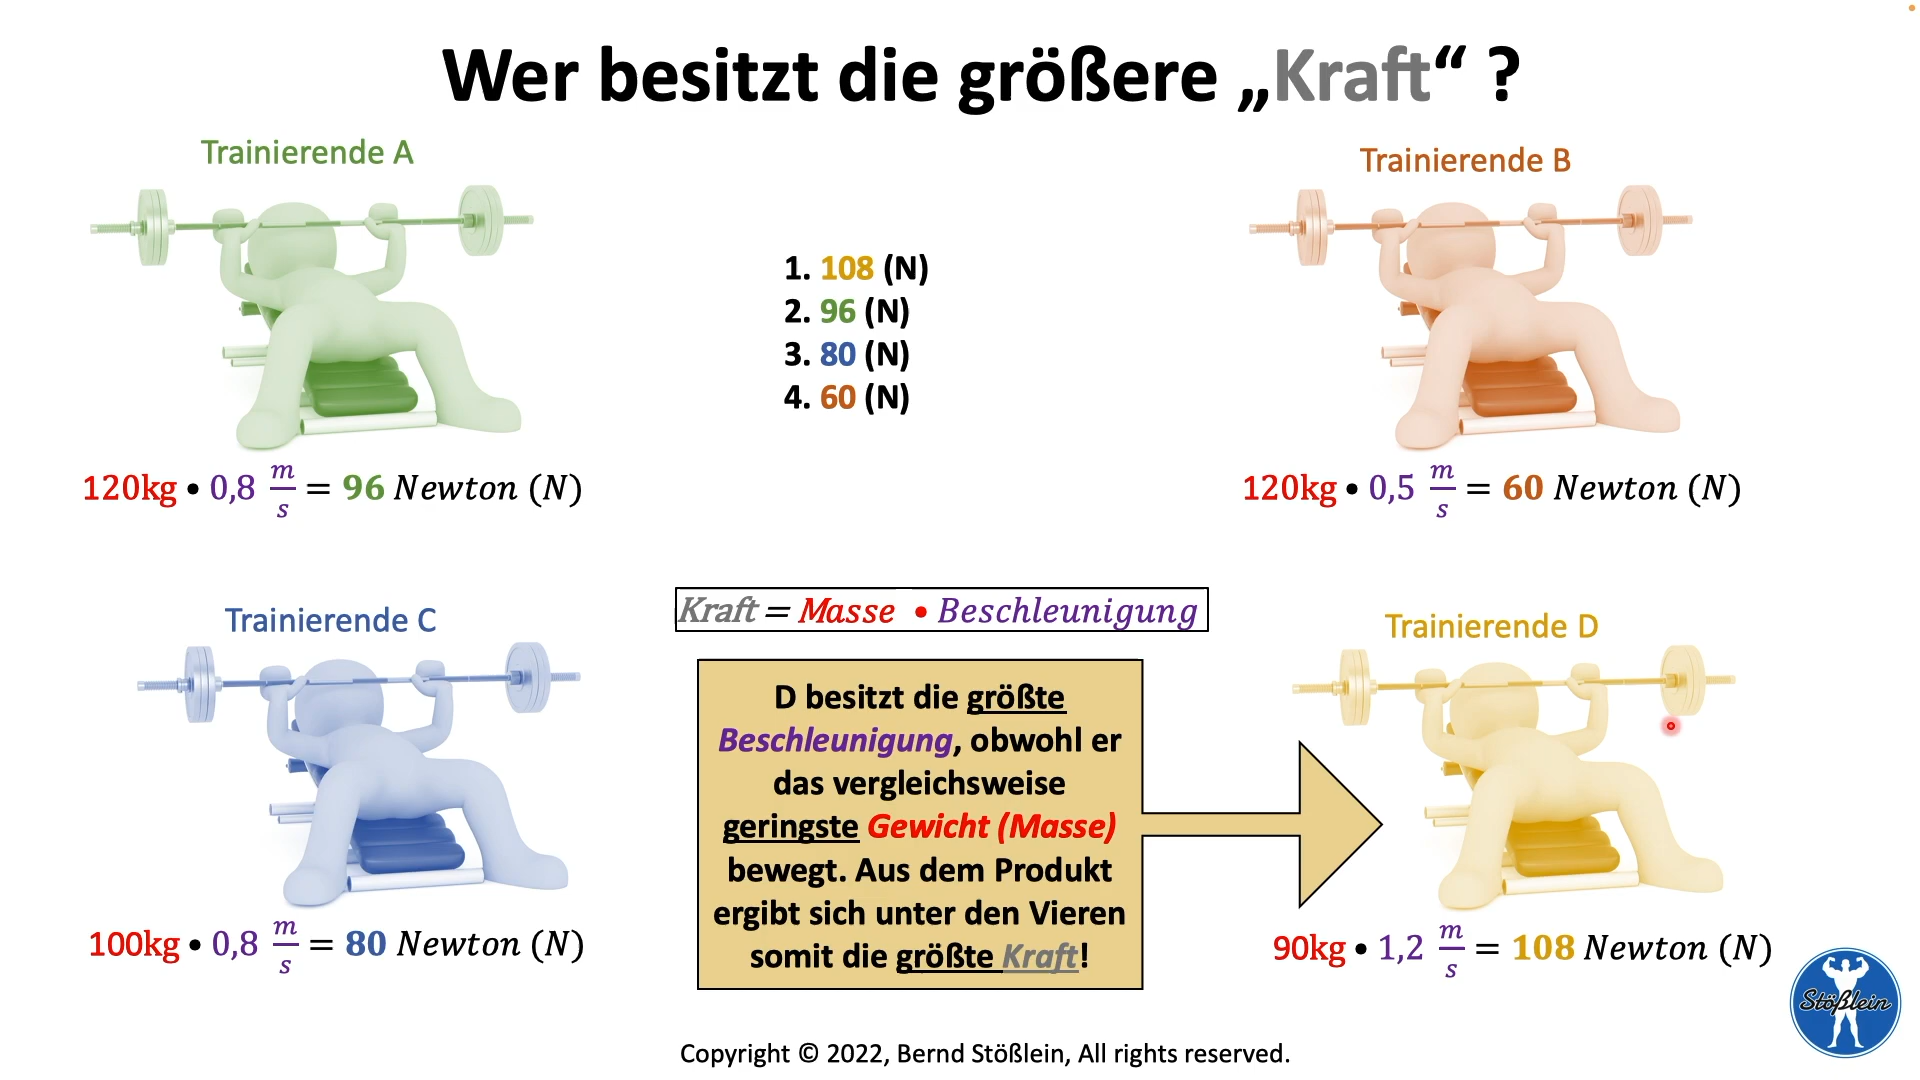 Wer besitzt die größere „Kraft“ ?
Trainierende A
Trainierende B
1. 108 (N)
2. 96 (N)
3. 80 (N)
4. 60 (N)
120kg • 0,8 m/s = 96 Newton (N)
120kg • 0,5 m/s = 60 Newton (N)
Kraft = Masse • Beschleunigung
Trainierende C
Trainierende D
D besitzt die größte
Beschleunigung, obwohl er
das vergleichsweise
geringste Gewicht (Masse)
bewegt. Aus dem Produkt
ergibt sich unter den Vieren
somit die größte Kraft!
100kg • 0,8 m/s = 80 Newton (N)
90kg • 1,2 m/s = 108 Newton (N)
Stößlein
Copyright © 2022, Bernd Stößlein, All rights reserved.